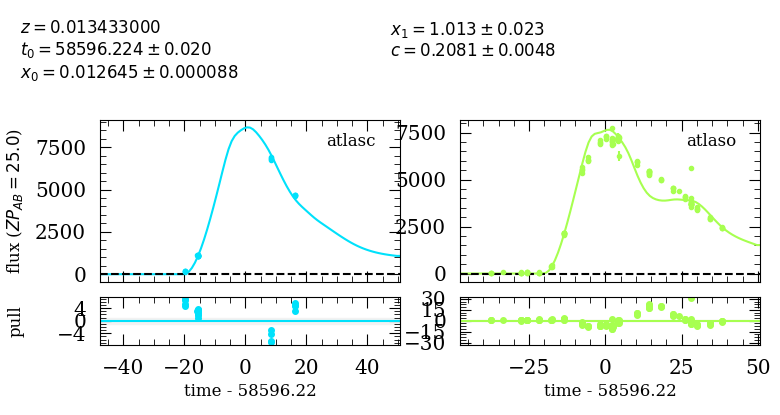 z = 0.013433000
t₀ = 58596.224 ± 0.020
x₀ = 0.012645 ± 0.000088
x₁ = 1.013 ± 0.023
c = 0.2081 ± 0.0048
flux (ZP_AB = 25.0)
7500
5000
2500
0
atlasc
7500
5000
2500
0
atlaso
pull
4
0
−4
30
15
0
−15
−30
−40 −20 0 20 40
−25 0 25 50
time - 58596.22
time - 58596.22